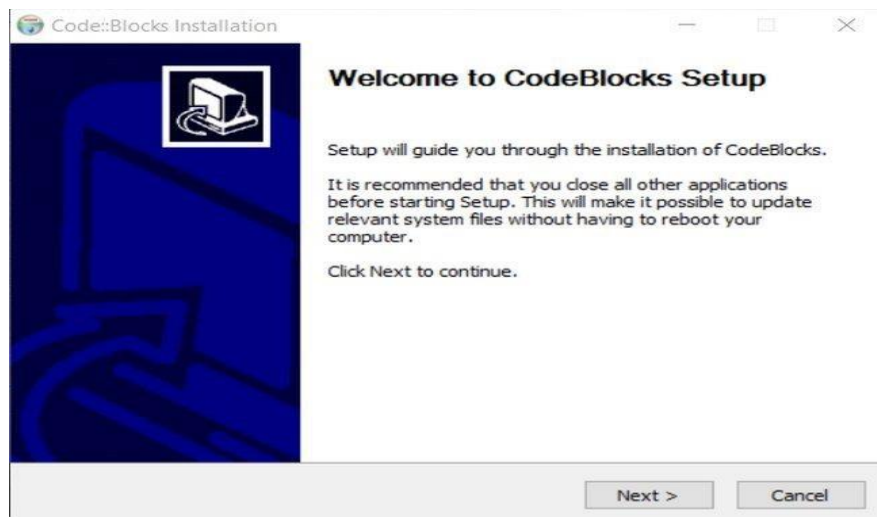 Code::Blocks Installation
Welcome to CodeBlocks Setup
Setup will guide you through the installation of CodeBlocks.
It is recommended that you close all other applications
before starting Setup. This will make it possible to update
relevant system files without having to reboot your
computer.
Click Next to continue.
Next >
Cancel